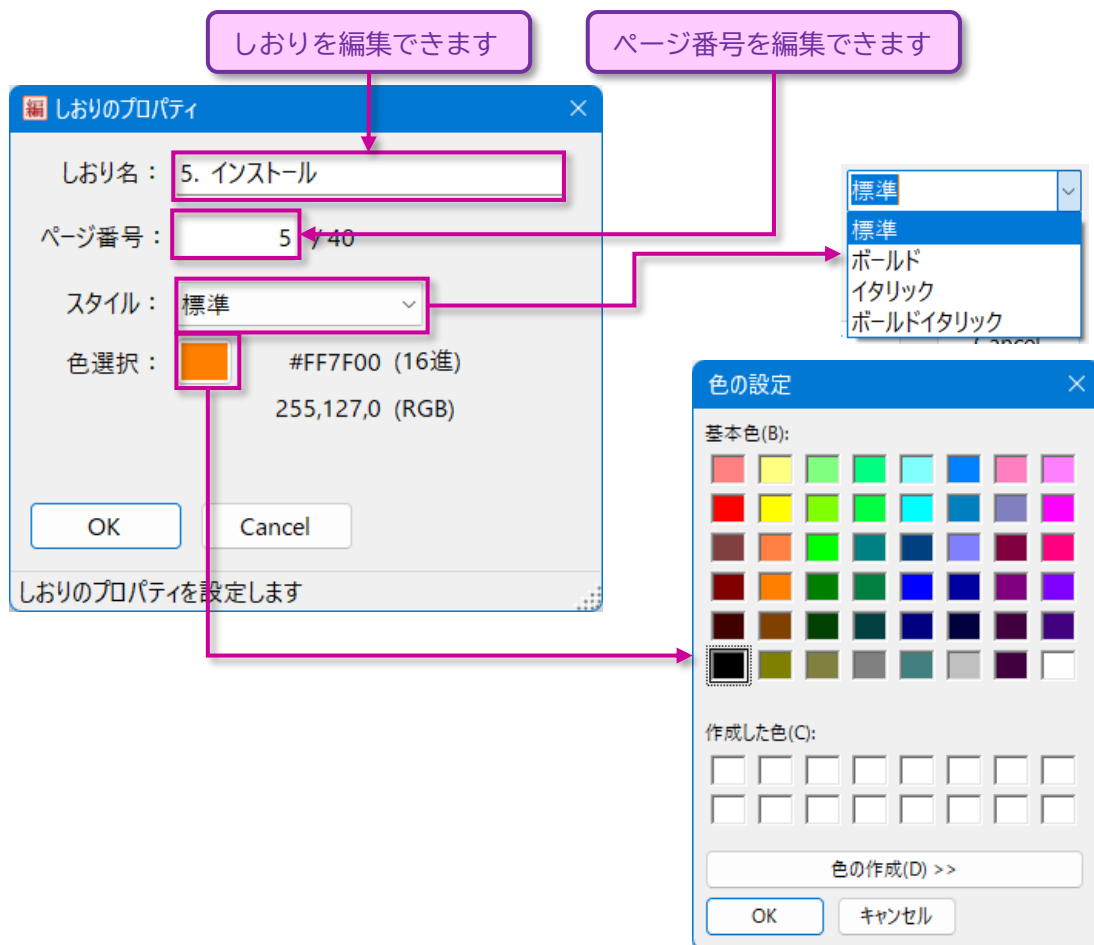 しおりを編集できます
ページ番号を編集できます
編 しおりのプロパティ
しおり名：
5. インストール
ページ番号：
5 / 40
スタイル：
標準
色選択：
#FF7F00 (16進)
255,127,0 (RGB)
OK
Cancel
しおりのプロパティを設定します
標準
標準
ボールド
イタリック
ボールドイタリック
Cancel
色の設定
基本色(B):
作成した色(C):
色の作成(D) >>
OK
キャンセル